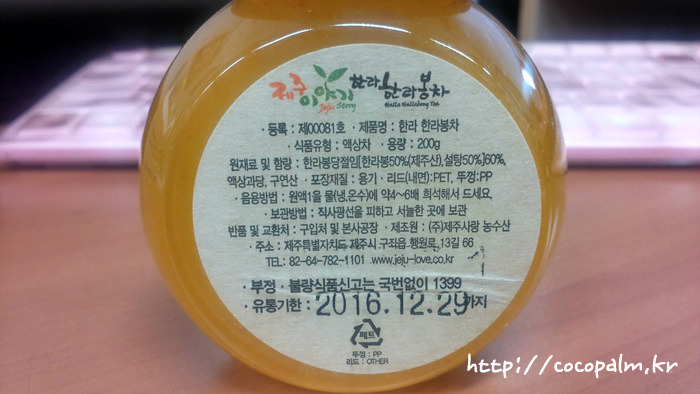 제주이야기 Jeju Story 한라 한라봉차 Halla Hallabong Tea
· 등록 : 제00081호 · 제품명 : 한라 한라봉차
· 식품유형 : 액상차 · 용량 : 200g
원재료 및 함량 : 한라봉당절임[한라봉50%(제주산),설탕50%]60%,
액상과당, 구연산 · 포장재질 : 용기 · 리드(내면):PET, 뚜껑:PP
· 음용방법 : 원액1을 물(냉,온수)에 약4~6배 희석해서 드세요.
· 보관방법 : 직사광선을 피하고 서늘한 곳에 보관
반품 및 교환처 : 구입처 및 본사공장 · 제조원 : (주)제주사랑 농수산
· 주소 : 제주특별자치도 제주시 구좌읍 행원로 13길 66
TEL: 82-64-782-1101 www.jeju-love.co.kr
· 부정 · 불량식품신고는 국번없이 1399
· 유통기한 : 2016.12.29까지
페트
뚜껑 : PP
리드 : OTHER
http://cocopalm.kr